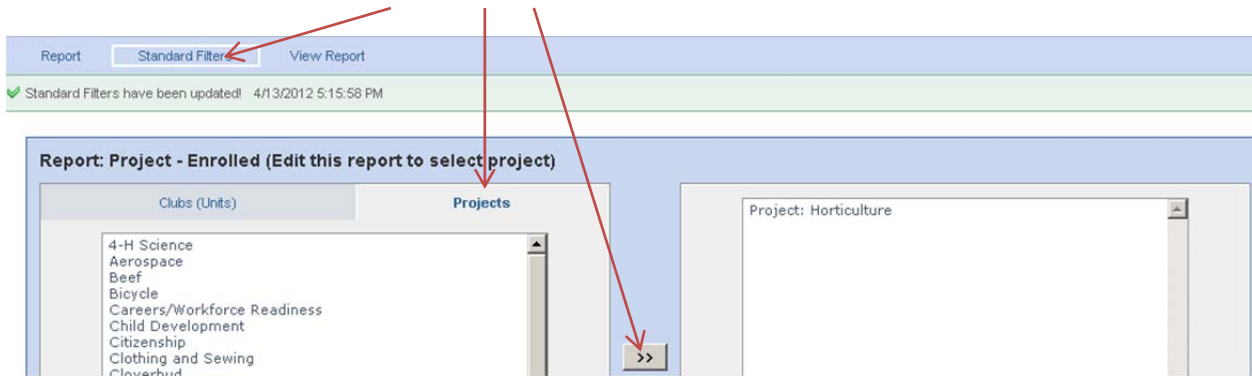 Report Standard Filters View Report
Standard Filters have been updated! 4/13/2012 5:15:58 PM
Report: Project - Enrolled (Edit this report to select project)
Clubs (Units) Projects
4-H Science
Aerospace
Beef
Bicycle
Careers/Workforce Readiness
Child Development
Citizenship
Clothing and Sewing
Cloverbud
>>
Project: Horticulture